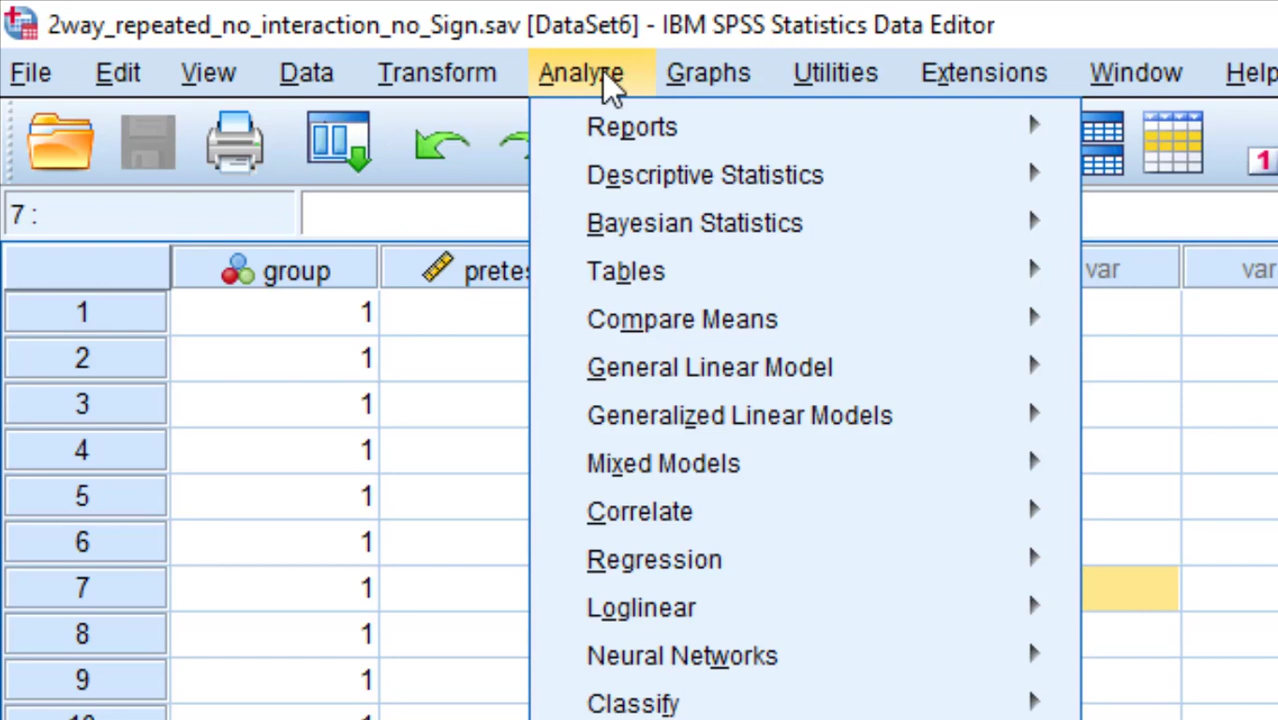 2way_repeated_no_interaction_no_Sign.sav [DataSet6] - IBM SPSS Statistics Data Editor
File Edit View Data Transform Analyze Graphs Utilities Extensions Window Help
1
7 :
group pretes var var
Reports
Descriptive Statistics
Bayesian Statistics
Tables
Compare Means
General Linear Model
Generalized Linear Models
Mixed Models
Correlate
Regression
Loglinear
Neural Networks
Classify
1 1
2 1
3 1
4 1
5 1
6 1
7 1
8 1
9 1